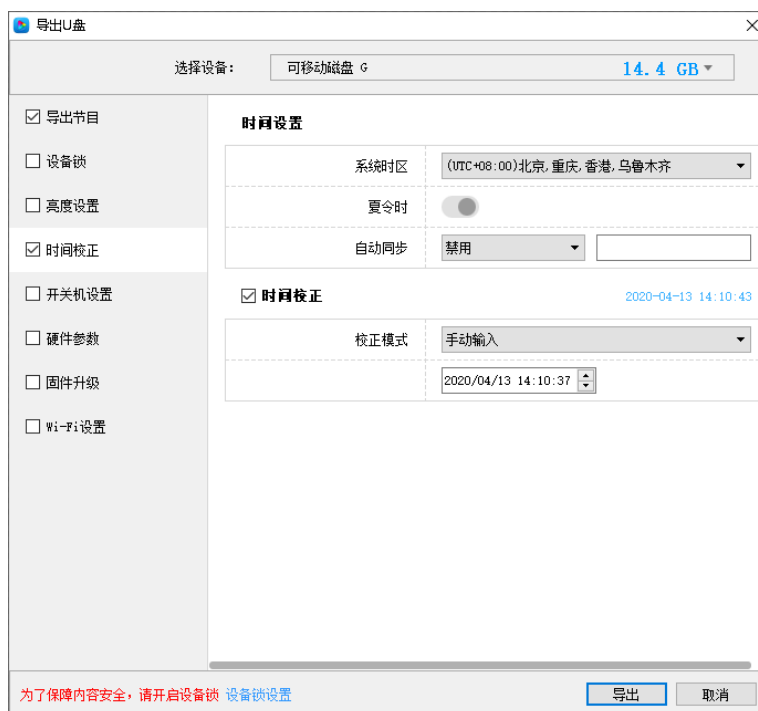 导出U盘
选择设备： 可移动磁盘 G 14.4 GB
导出节目
设备锁
亮度设置
时间校正
开关机设置
硬件参数
固件升级
Wi-Fi设置
时间设置
系统时区 (UTC+08:00)北京,重庆,香港,乌鲁木齐
夏令时
自动同步 禁用
时间校正 2020-04-13 14:10:43
校正模式 手动输入
2020/04/13 14:10:37
为了保障内容安全，请开启设备锁 设备锁设置
导出 取消